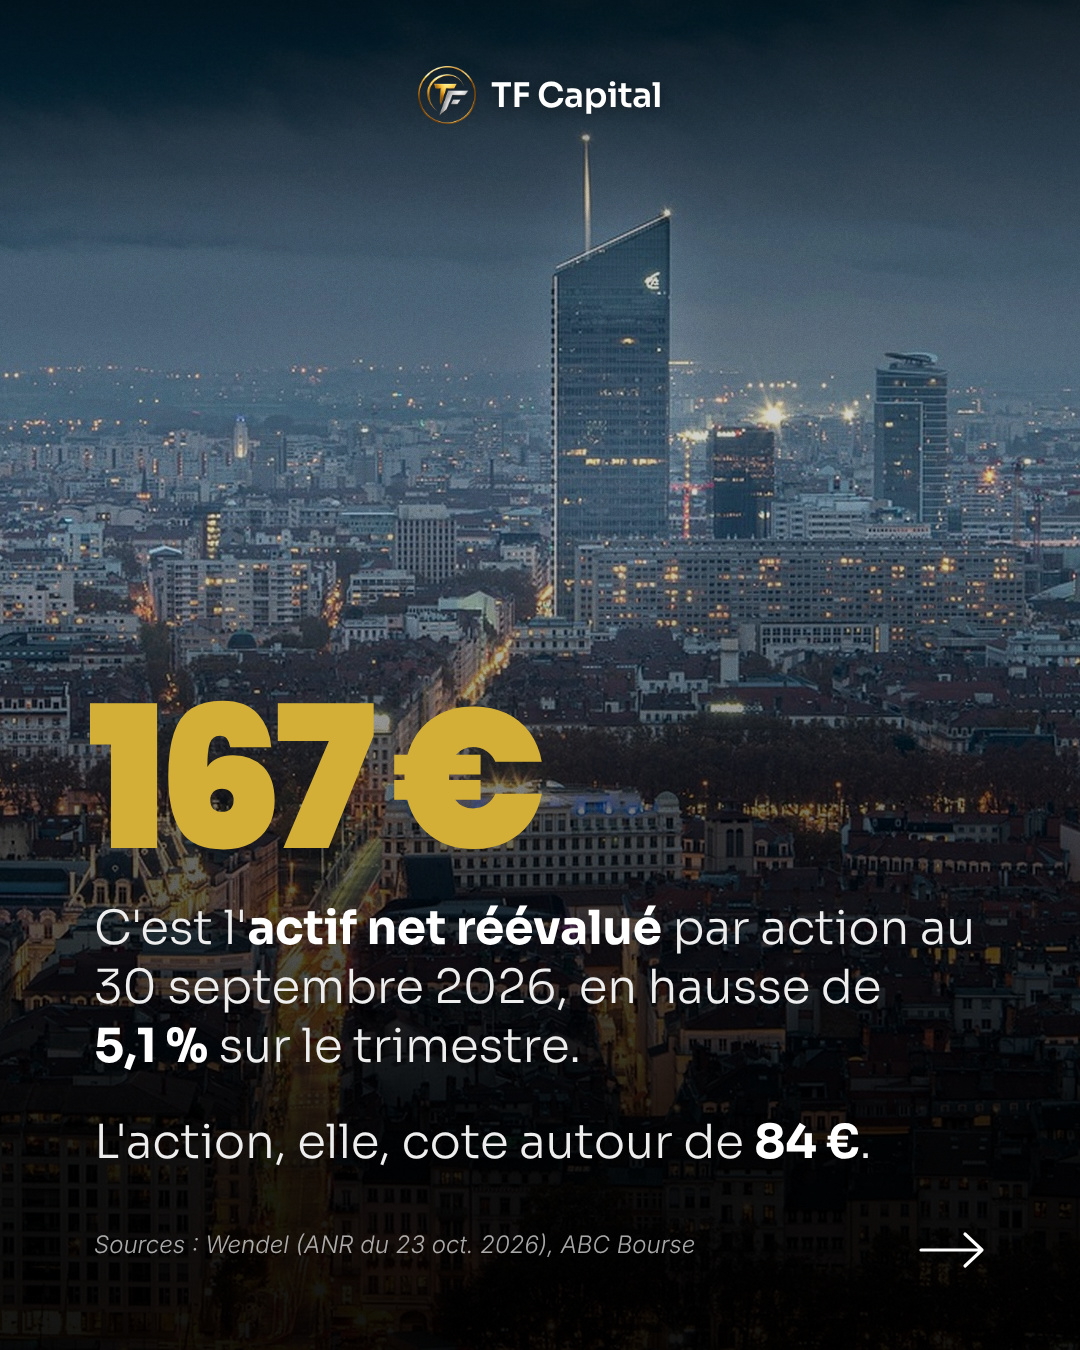 TF Capital
167 €
C'est l'actif net réévalué par action au
30 septembre 2026, en hausse de
5,1 % sur le trimestre.
L'action, elle, cote autour de 84 €.
Sources : Wendel (ANR du 23 oct. 2026), ABC Bourse